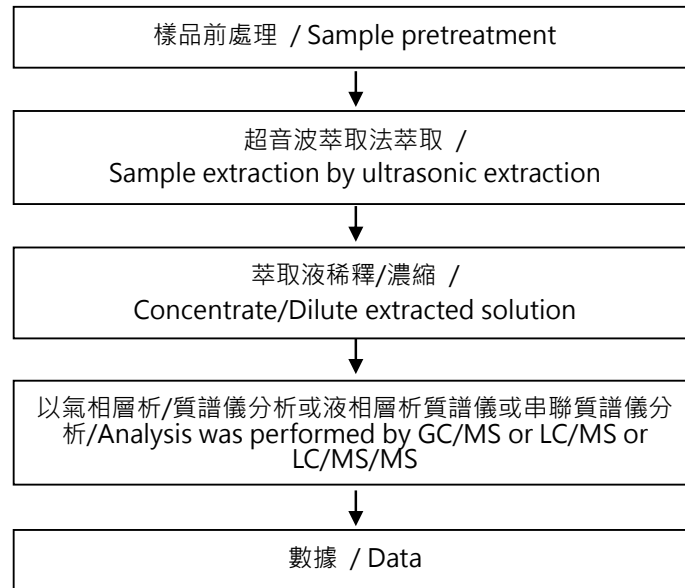 樣品前處理 / Sample pretreatment
超音波萃取法萃取 /
Sample extraction by ultrasonic extraction
萃取液稀釋/濃縮 /
Concentrate/Dilute extracted solution
以氣相層析/質譜儀分析或液相層析質譜儀或串聯質譜儀分
析/Analysis was performed by GC/MS or LC/MS or
LC/MS/MS
數據 / Data